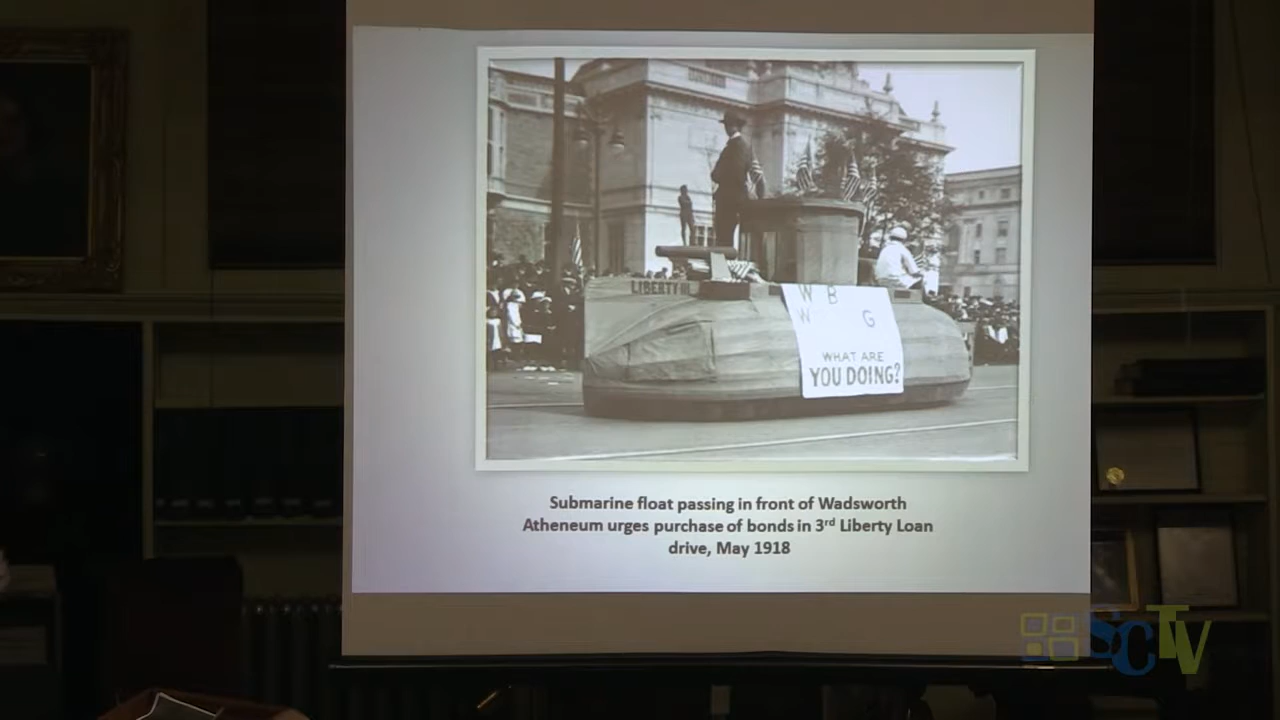 LIBERTY
W B
W G
WHAT ARE
YOU DOING?
Submarine float passing in front of Wadsworth
Atheneum urges purchase of bonds in 3rd Liberty Loan
drive, May 1918
SCTV